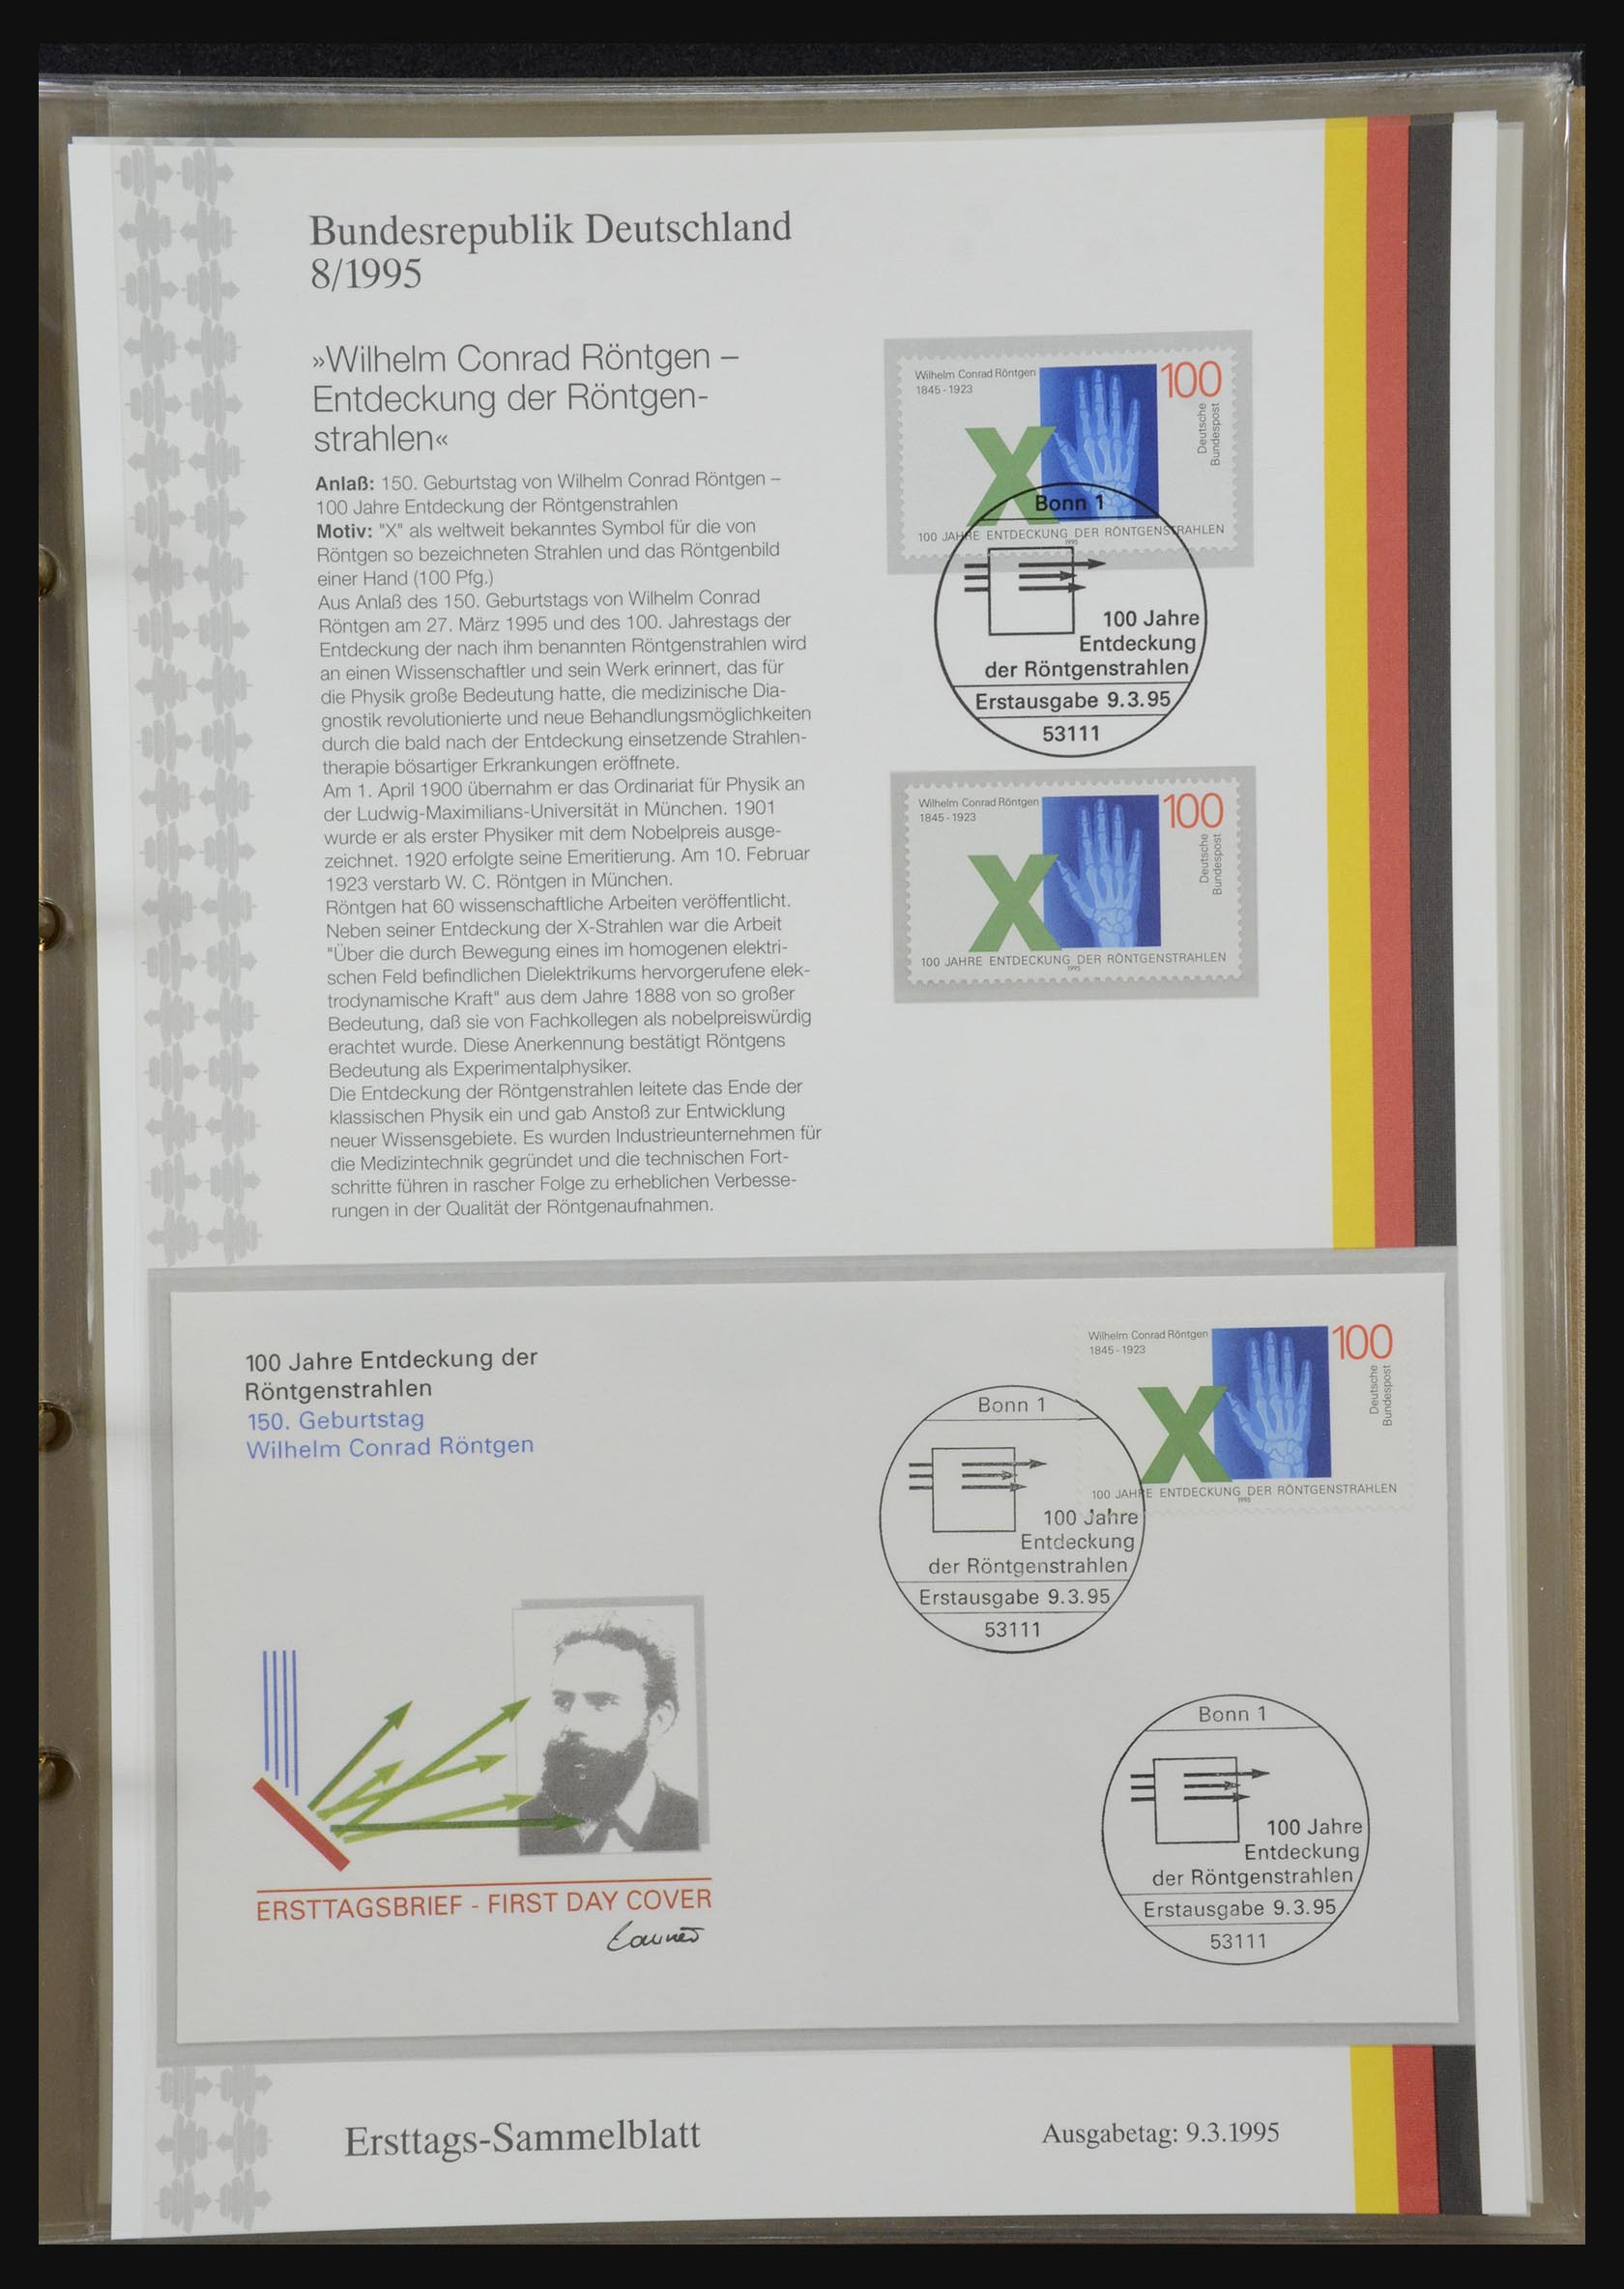 Bundesrepublik Deutschland
8/1995
»Wilhelm Conrad Röntgen –
Entdeckung der Röntgen-
strahlen«
Anlaß: 150. Geburtstag von Wilhelm Conrad Röntgen –
100 Jahre Entdeckung der Röntgenstrahlen
Motiv: "X" als weltweit bekanntes Symbol für die von
Röntgen so bezeichneten Strahlen und das Röntgenbild
einer Hand (100 Pfg.)
Aus Anlaß des 150. Geburtstags von Wilhelm Conrad
Röntgen am 27. März 1995 und des 100. Jahrestags der
Entdeckung der nach ihm benannten Röntgenstrahlen wird
an einen Wissenschaftler und sein Werk erinnert, das für
die Physik große Bedeutung hatte, die medizinische Dia-
gnostik revolutionierte und neue Behandlungsmöglichkeiten
durch die bald nach der Entdeckung einsetzende Strahlen-
therapie bösartiger Erkrankungen eröffnete.
Am 1. April 1900 übernahm er das Ordinariat für Physik an
der Ludwig-Maximilians-Universität in München. 1901
wurde er als erster Physiker mit dem Nobelpreis ausge-
zeichnet. 1920 erfolgte seine Emeritierung. Am 10. Februar
1923 verstarb W. C. Röntgen in München.
Röntgen hat 60 wissenschaftliche Arbeiten veröffentlicht.
Neben seiner Entdeckung der X-Strahlen war die Arbeit
"Über die durch Bewegung eines im homogenen elektri-
schen Feld befindlichen Dielektrikums hervorgerufene elek-
trodynamische Kraft" aus dem Jahre 1888 von so großer
Bedeutung, daß sie von Fachkollegen als nobelpreiswürdig
erachtet wurde. Diese Anerkennung bestätigt Röntgens
Bedeutung als Experimentalphysiker.
Die Entdeckung der Röntgenstrahlen leitete das Ende der
klassischen Physik ein und gab Anstoß zur Entwicklung
neuer Wissensgebiete. Es wurden Industrieunternehmen für
die Medizintechnik gegründet und die technischen Fort-
schritte führen in rascher Folge zu erheblichen Verbesse-
rungen in der Qualität der Röntgenaufnahmen.
Wilhelm Conrad Röntgen
1845-1923
100
Deutsche
Bundespost
X
100 JAHRE ENTDECKUNG DER RÖNTGENSTRAHLEN
1995
Bonn 1
100 Jahre
Entdeckung
der Röntgenstrahlen
Erstausgabe 9.3.95
53111
Wilhelm Conrad Röntgen
1845-1923
100
Deutsche
Bundespost
X
100 JAHRE ENTDECKUNG DER RÖNTGENSTRAHLEN
1995
100 Jahre Entdeckung der
Röntgenstrahlen
150. Geburtstag
Wilhelm Conrad Röntgen
Wilhelm Conrad Röntgen
1845-1923
100
Deutsche
Bundespost
X
100 JAHRE ENTDECKUNG DER RÖNTGENSTRAHLEN
1995
Bonn 1
100 Jahre
Entdeckung
der Röntgenstrahlen
Erstausgabe 9.3.95
53111
Bonn 1
100 Jahre
Entdeckung
der Röntgenstrahlen
Erstausgabe 9.3.95
53111
ERSTTAGSBRIEF - FIRST DAY COVER
Ersttags-Sammelblatt
Ausgabetag: 9.3.1995